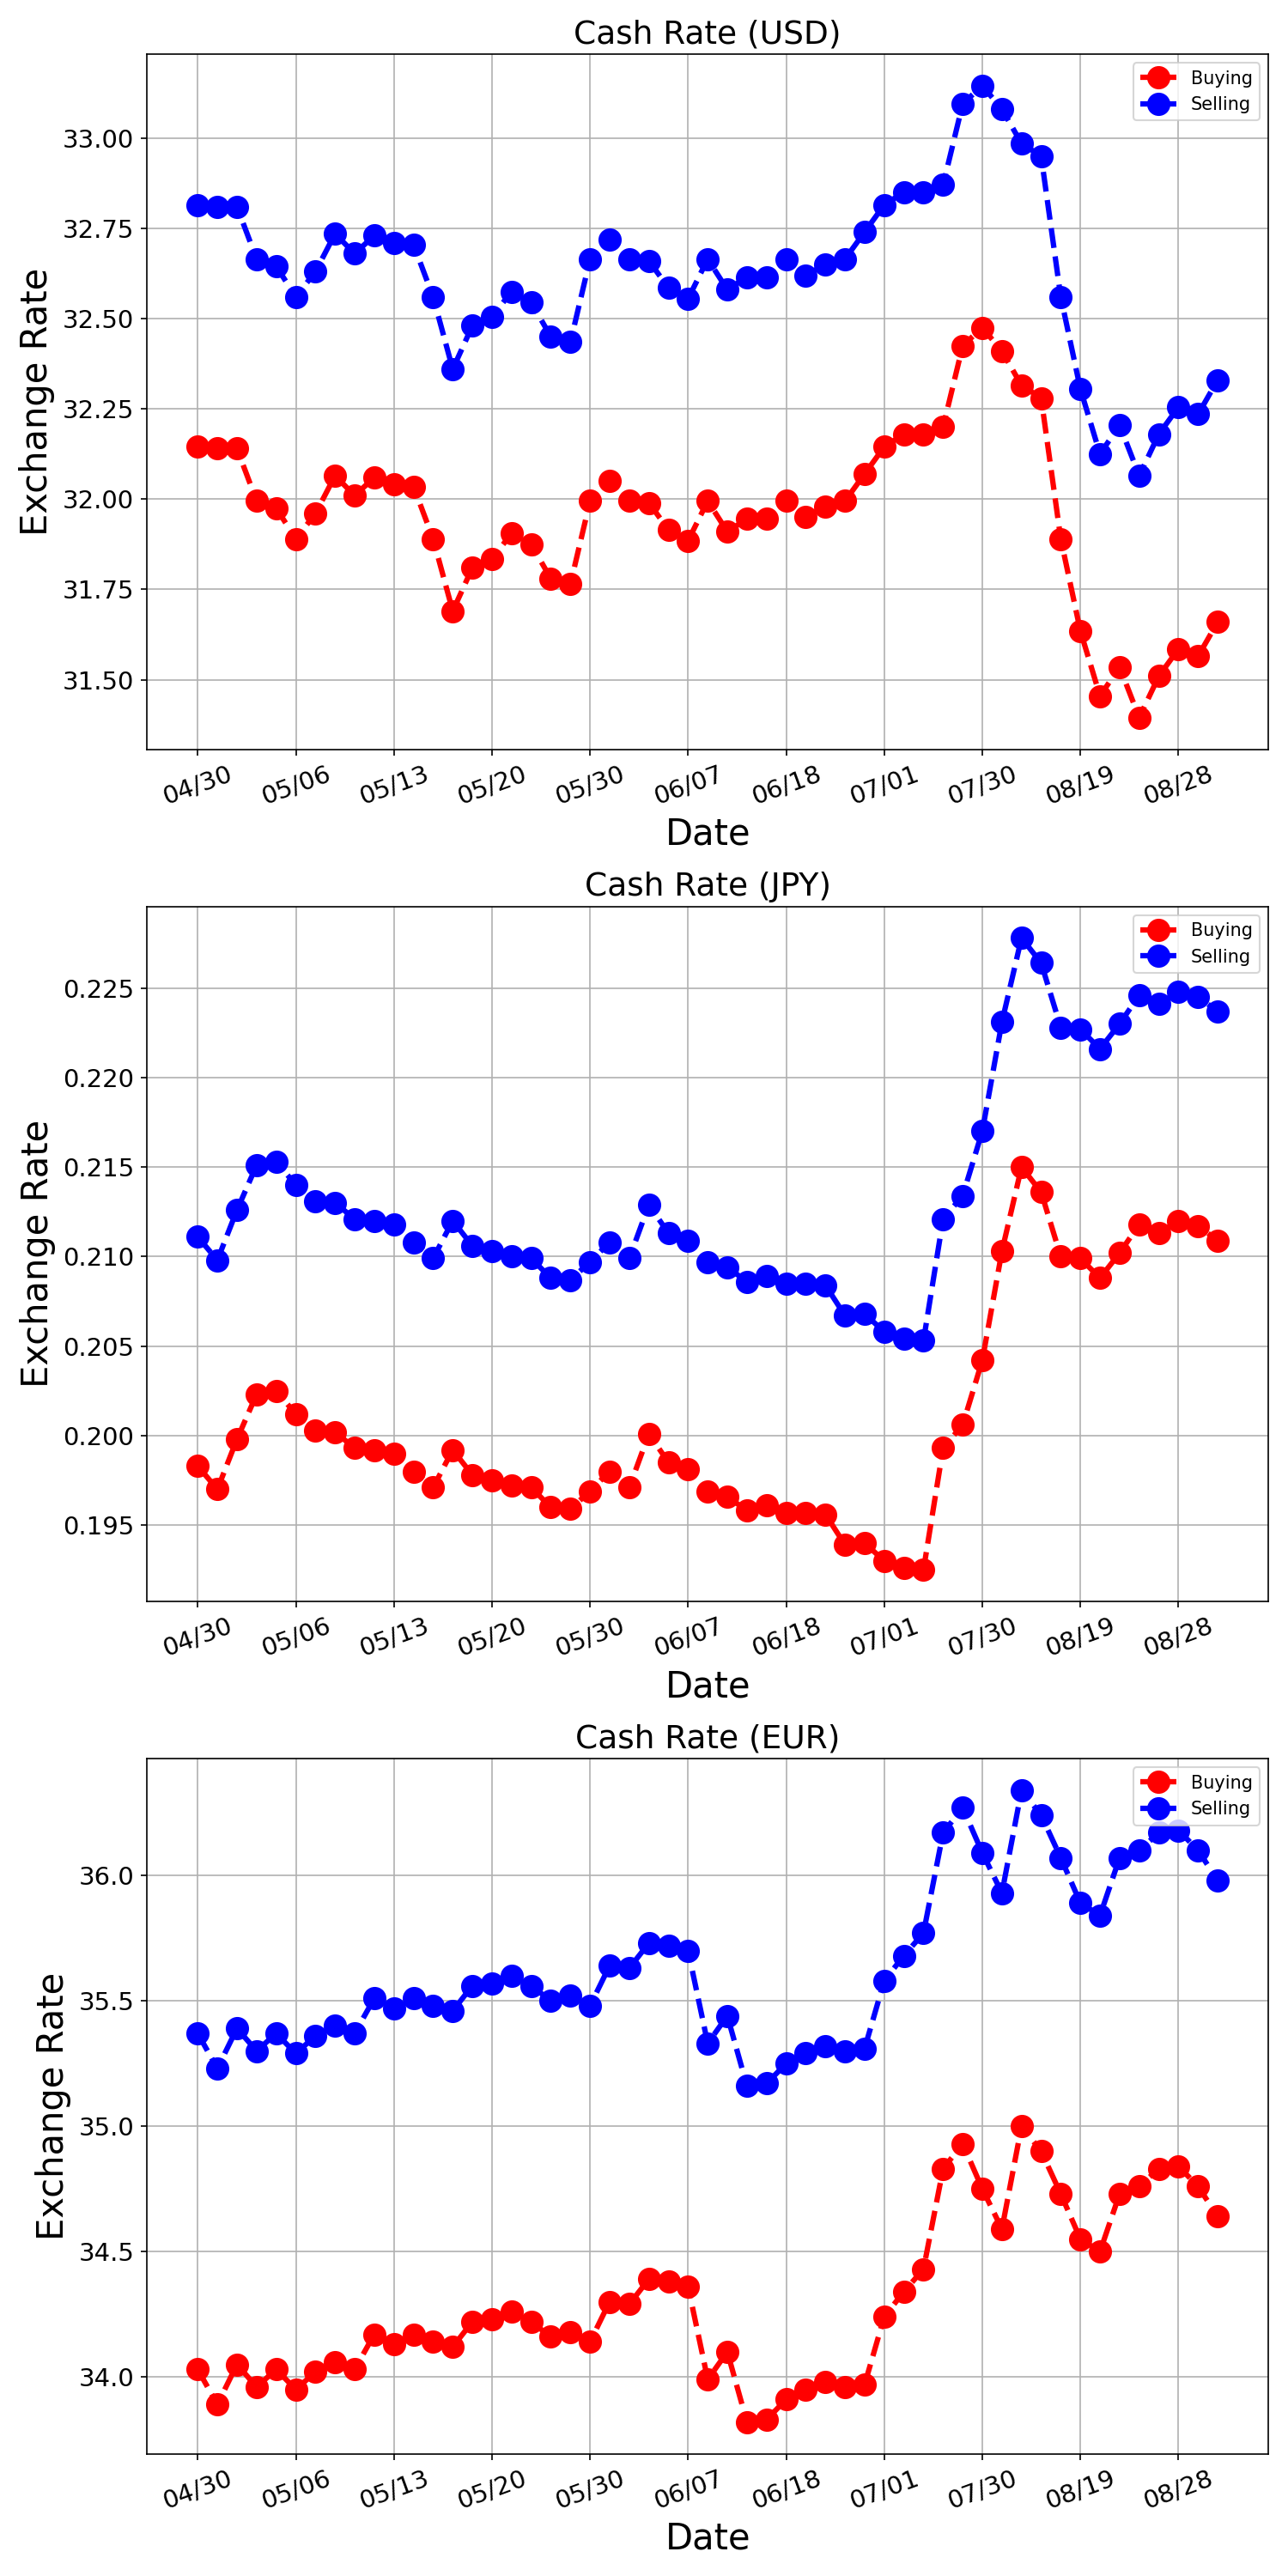 Cash Rate (USD)
Buying
Selling
Exchange Rate
33.00
32.75
32.50
32.25
32.00
31.75
31.50
04/30 05/06 05/13 05/20 05/30 06/07 06/18 07/01 07/30 08/19 08/28
Date
Cash Rate (JPY)
Buying
Selling
Exchange Rate
0.225
0.220
0.215
0.210
0.205
0.200
0.195
04/30 05/06 05/13 05/20 05/30 06/07 06/18 07/01 07/30 08/19 08/28
Date
Cash Rate (EUR)
Buying
Selling
Exchange Rate
36.0
35.5
35.0
34.5
34.0
04/30 05/06 05/13 05/20 05/30 06/07 06/18 07/01 07/30 08/19 08/28
Date